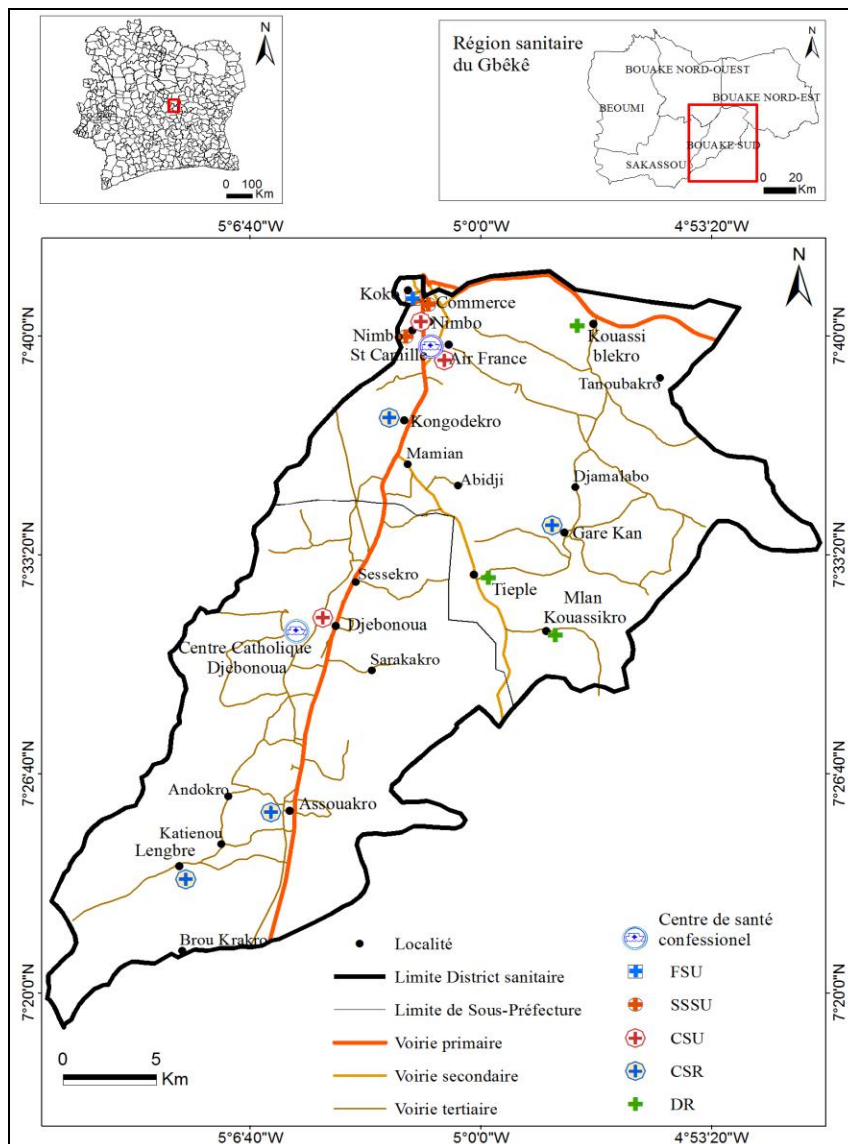 N
0 100
Km
Région sanitaire
du Gbêkê
N
BOUAKE NORD-OUEST
BOUAKE NORD-EST
BEOUMI
BOUAKE SUD
SAKASSOU
0 20
Km
5°6'40"W
5°0'0"W
4°53'20"W
N
7°40'0"N
7°40'0"N
7°33'20"N
7°33'20"N
7°26'40"N
7°26'40"N
7°20'0"N
7°20'0"N
Koko
Commerce
Nimbo
Nimbo
St Camille
Air France
Kouassi
blekro
Tanoubakro
Kongodekro
Mamian
Abidji
Djamalabo
Gare Kan
Sessekro
Tieple
Mlan
Kouassikro
Djebonoua
Centre Catholique
Djebonoua
Sarakakro
Andokro
Assouakro
Katienou
Lengbre
Brou Krakro
Localité
Limite District sanitaire
Limite de Sous-Préfecture
Voirie primaire
Voirie secondaire
Voirie tertiaire
Centre de santé
confessionel
FSU
SSSU
CSU
CSR
DR
0 5
Km
5°6'40"W
5°0'0"W
4°53'20"W